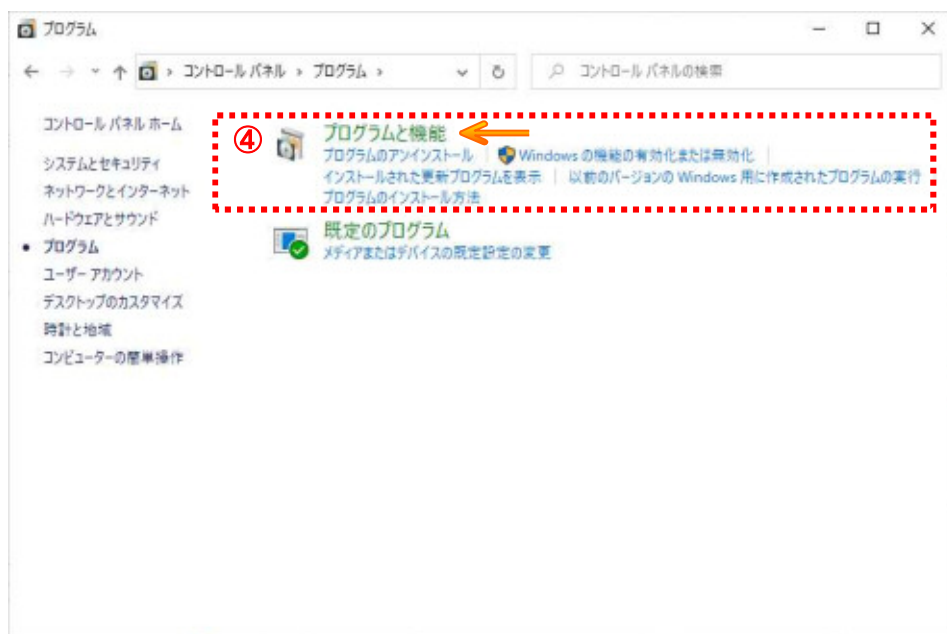 プログラム
コントロール パネル › プログラム ›
コントロール パネルの検索
コントロール パネル ホーム
システムとセキュリティ
ネットワークとインターネット
ハードウェアとサウンド
プログラム
ユーザー アカウント
デスクトップのカスタマイズ
時計と地域
コンピューターの簡単操作
④
プログラムと機能
プログラムのアンインストール | Windows の機能の有効化または無効化 |
インストールされた更新プログラムを表示 | 以前のバージョンの Windows 用に作成されたプログラムの実行
プログラムのインストール方法
既定のプログラム
メディアまたはデバイスの既定設定の変更